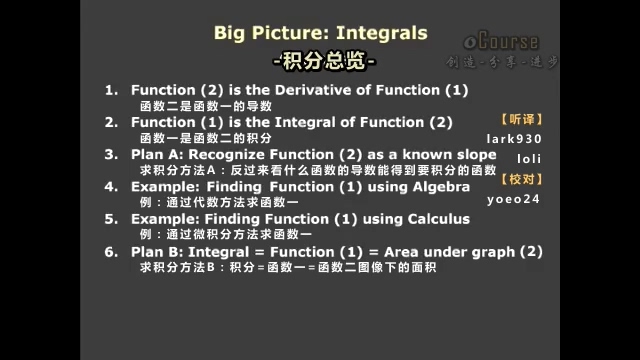 Big Picture: Integrals
-积分总览-
oCourse
创造-分享-进步
1. Function (2) is the Derivative of Function (1)
函数二是函数一的导数
2. Function (1) is the Integral of Function (2)
函数一是函数二的积分
3. Plan A: Recognize Function (2) as a known slope
求积分方法A：反过来看什么函数的导数能得到要积分的函数
4. Example: Finding Function (1) using Algebra
例：通过代数方法求函数一
5. Example: Finding Function (1) using Calculus
例：通过微积分方法求函数一
6. Plan B: Integral = Function (1) = Area under graph (2)
求积分方法B：积分=函数一=函数二图像下的面积
【听译】
lark930
loli
【校对】
yoeo24